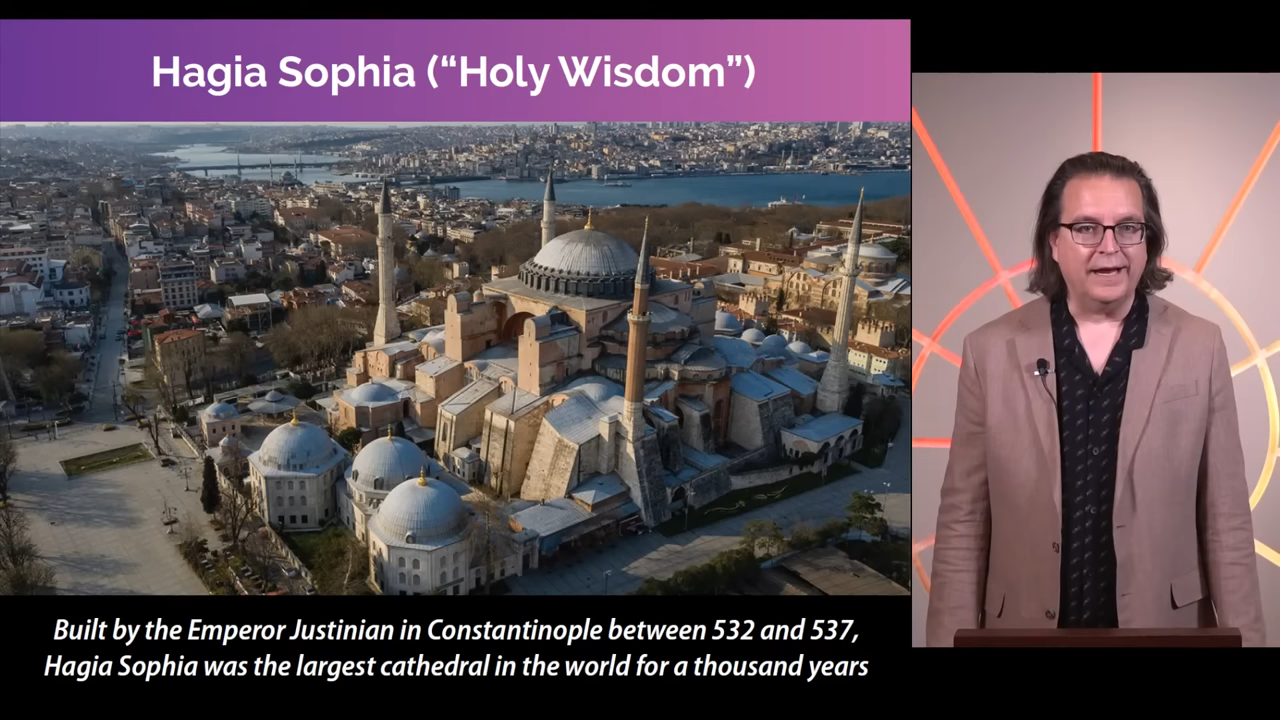 Hagia Sophia (“Holy Wisdom”)
Built by the Emperor Justinian in Constantinople between 532 and 537,
Hagia Sophia was the largest cathedral in the world for a thousand years